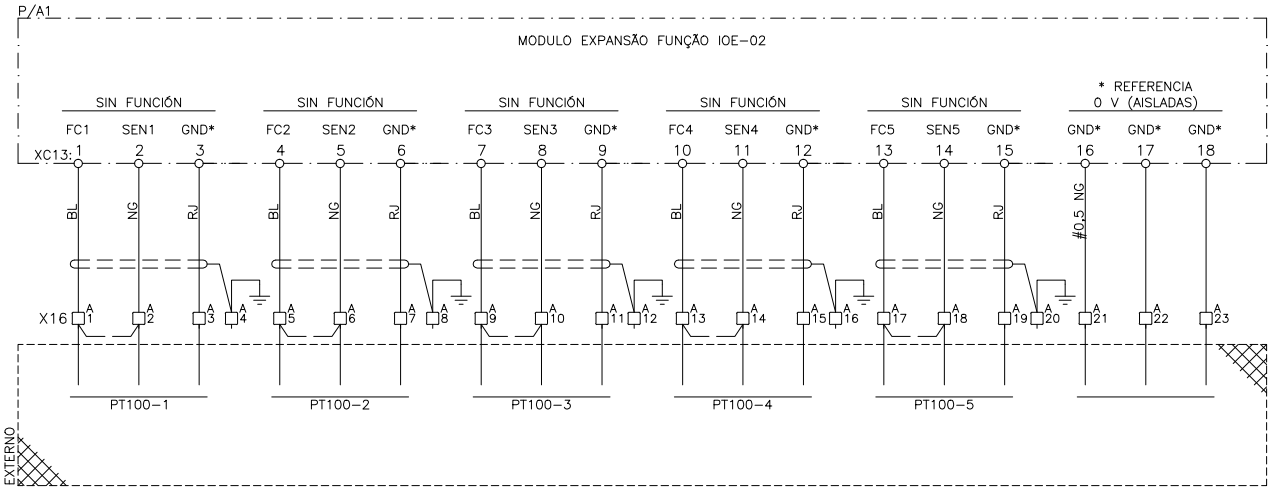 P/A1
MODULO EXPANSÃO FUNÇÃO IOE-02
SIN FUNCIÓN SIN FUNCIÓN SIN FUNCIÓN SIN FUNCIÓN SIN FUNCIÓN * REFERENCIA
0 V (AISLADAS)
FC1 SEN1 GND* FC2 SEN2 GND* FC3 SEN3 GND* FC4 SEN4 GND* FC5 SEN5 GND* GND* GND* GND*
XC13: 1 2 3 4 5 6 7 8 9 10 11 12 13 14 15 16 17 18
BL NG RJ BL NG RJ BL NG RJ BL NG RJ BL NG RJ #0,5 NG
A A A A A A A A A A A A A A A A A A A A A A A
X16 1 2 3 4 5 6 7 8 9 10 11 12 13 14 15 16 17 18 19 20 21 22 23
PT100-1 PT100-2 PT100-3 PT100-4 PT100-5
EXTERNO